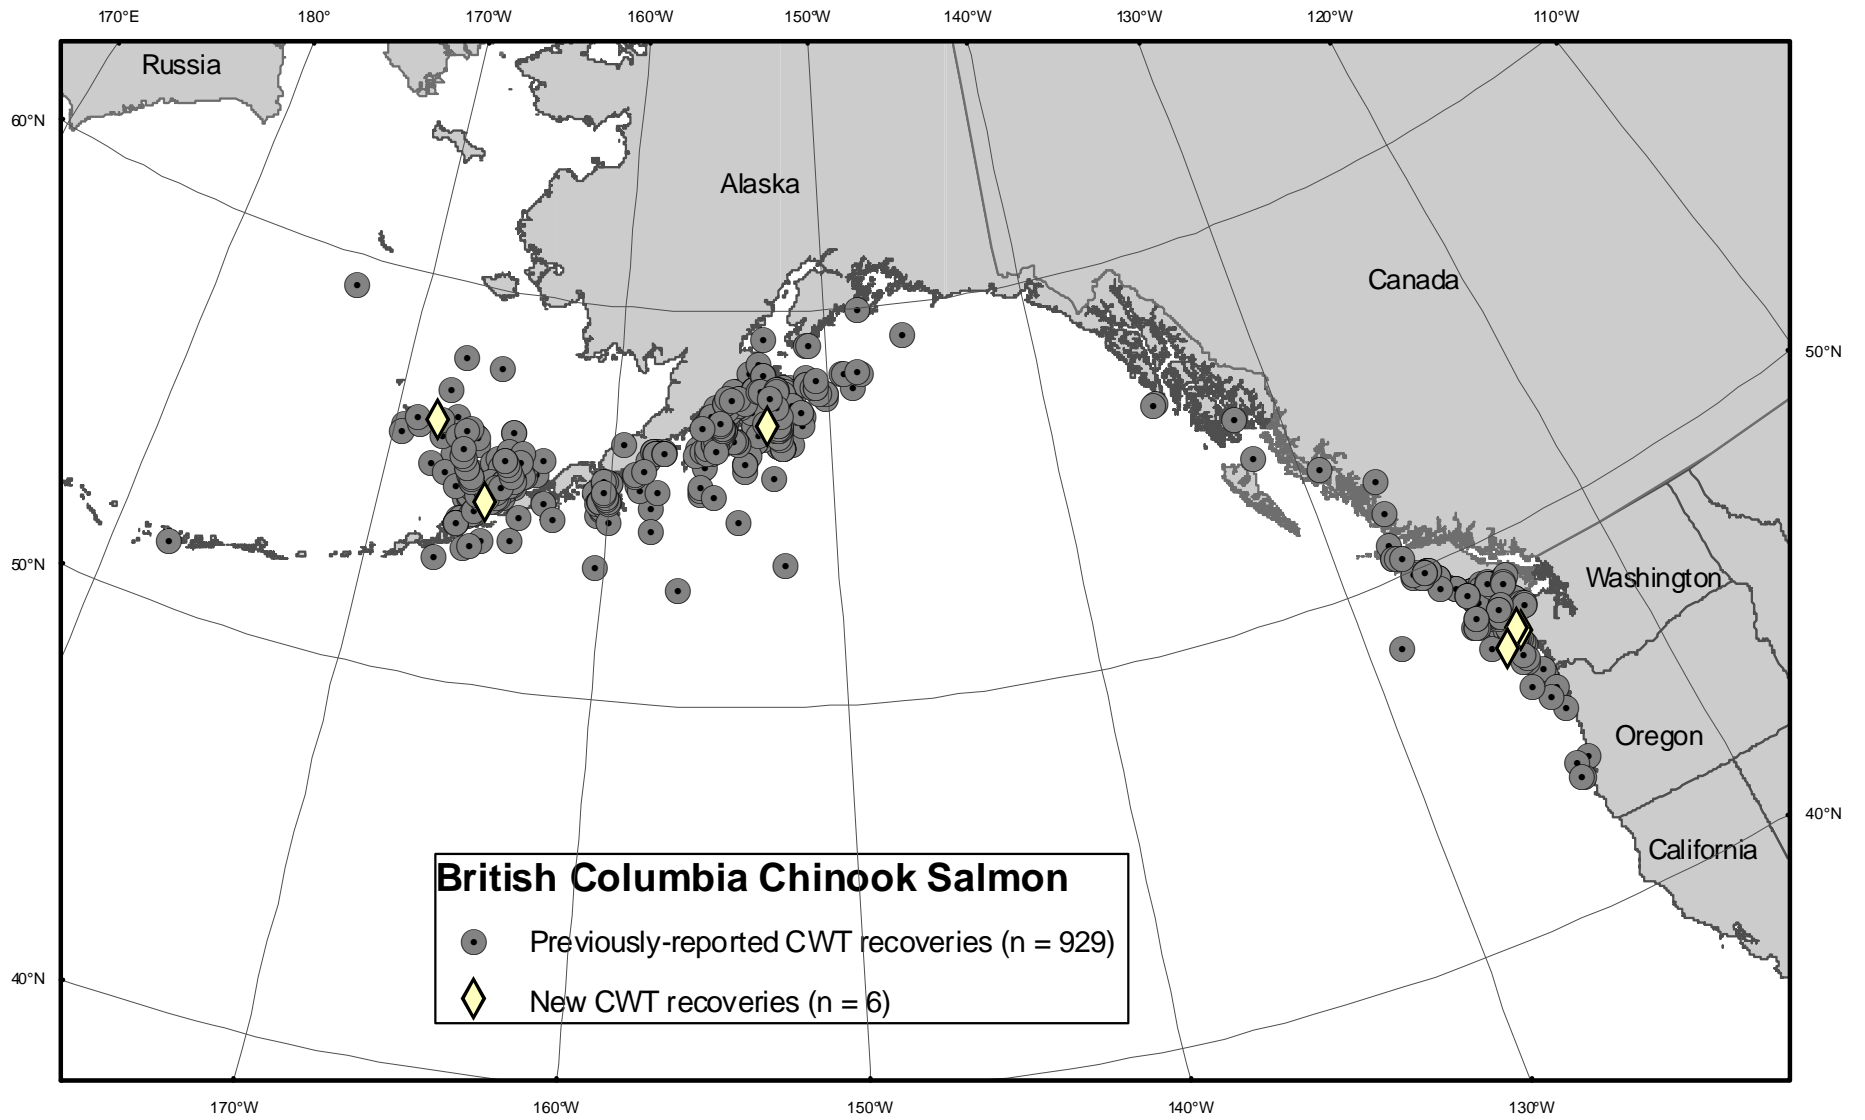 170°E 180° 170°W 160°W 150°W 140°W 130°W 120°W 110°W
Russia
60°N
Alaska
Canada
50°N
50°N
Washington
Oregon
40°N
California
British Columbia Chinook Salmon
Previously-reported CWT recoveries (n = 929)
40°N
New CWT recoveries (n = 6)
170°W 160°W 150°W 140°W 130°W